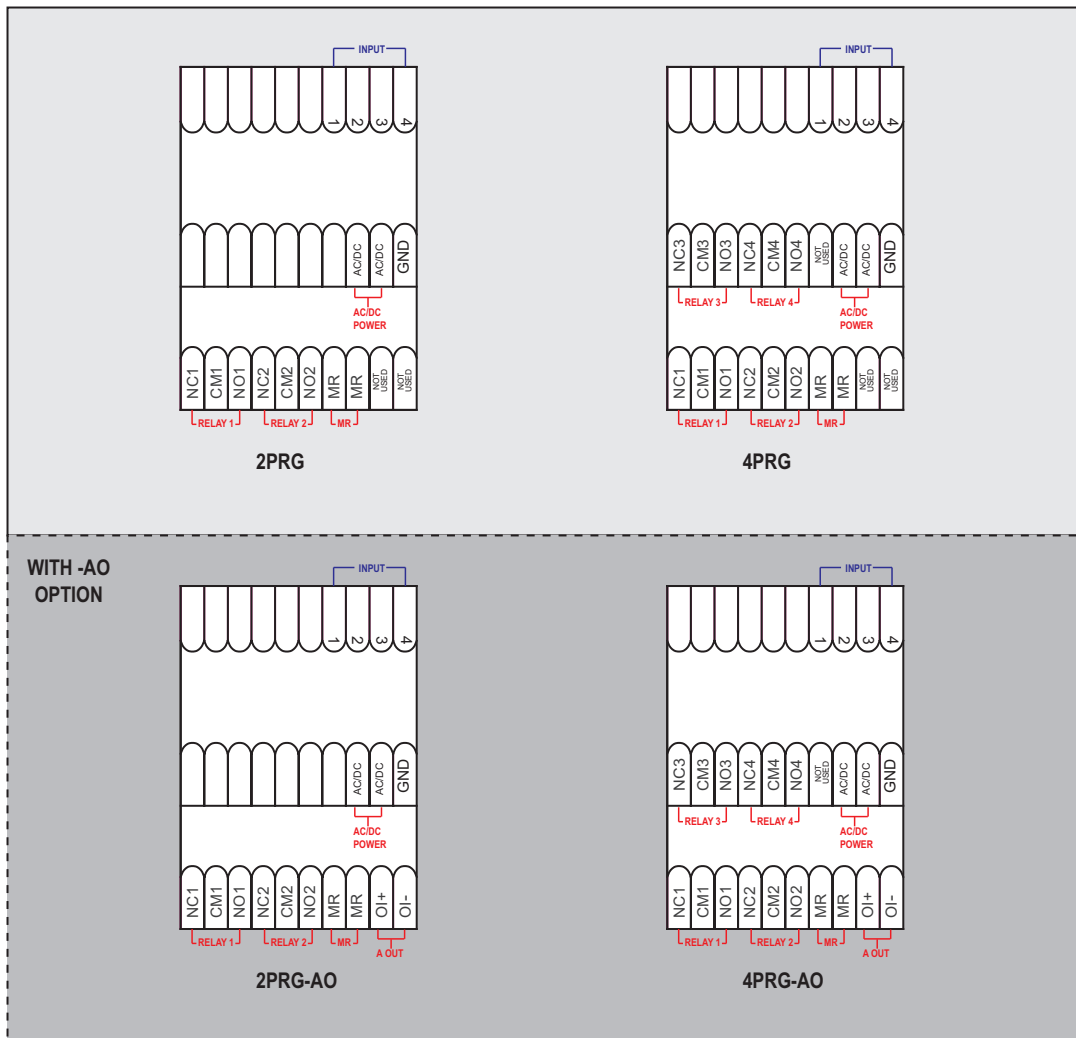 INPUT
1 2 3 4
AC/DC AC/DC GND
AC/DC
POWER
NC1 CM1 NO1 NC2 CM2 NO2 MR MR NOT USED NOT USED
RELAY 1 RELAY 2 MR
2PRG
INPUT
1 2 3 4
NC3 CM3 NO3 NC4 CM4 NO4 NOT USED AC/DC AC/DC GND
RELAY 3 RELAY 4 AC/DC
POWER
NC1 CM1 NO1 NC2 CM2 NO2 MR MR NOT USED NOT USED
RELAY 1 RELAY 2 MR
4PRG
WITH -AO
OPTION
INPUT
1 2 3 4
AC/DC AC/DC GND
AC/DC
POWER
NC1 CM1 NO1 NC2 CM2 NO2 MR MR OI+ OI-
RELAY 1 RELAY 2 MR
A OUT
2PRG-AO
INPUT
1 2 3 4
NC3 CM3 NO3 NC4 CM4 NO4 NOT USED AC/DC AC/DC GND
RELAY 3 RELAY 4 AC/DC
POWER
NC1 CM1 NO1 NC2 CM2 NO2 MR MR OI+ OI-
RELAY 1 RELAY 2 MR
A OUT
4PRG-AO